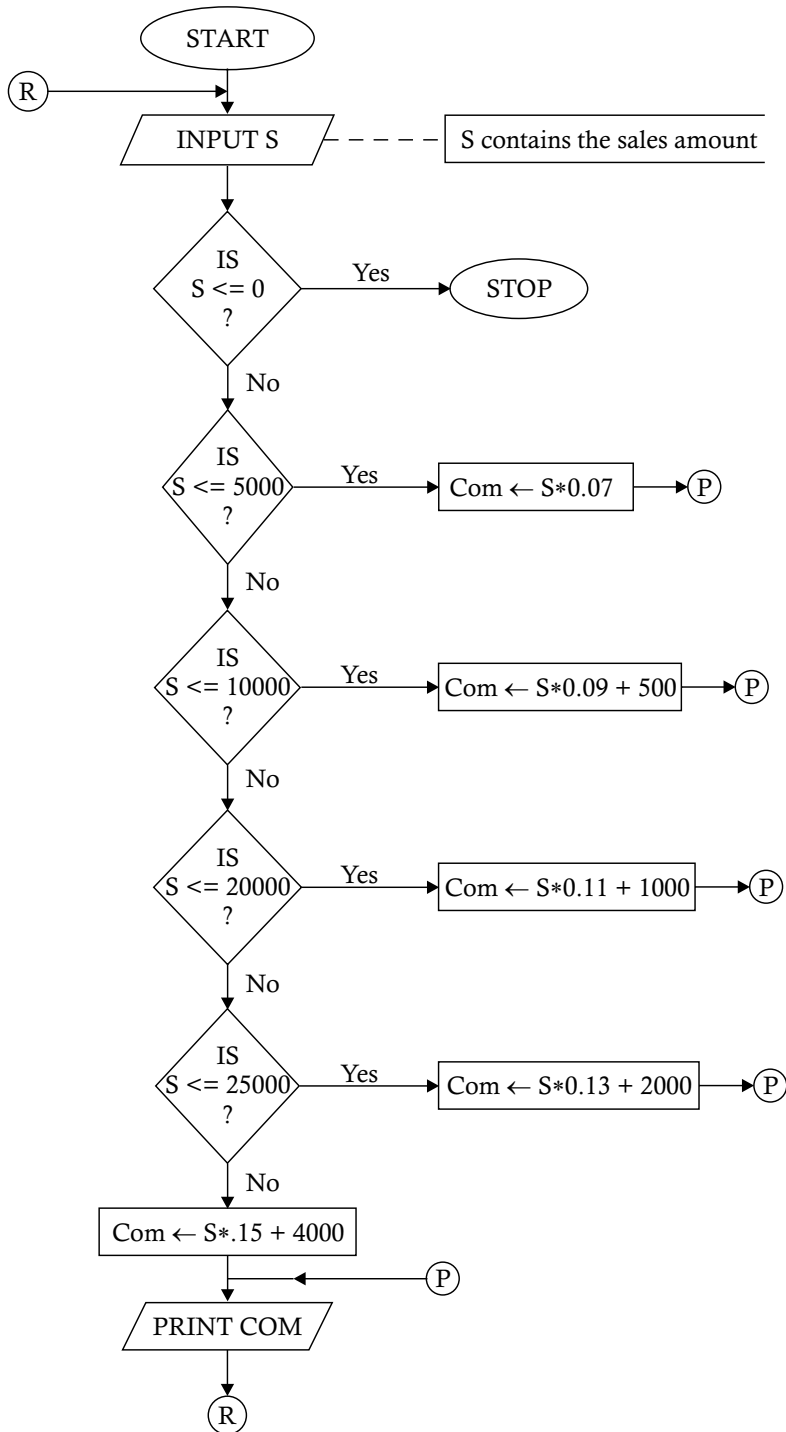 START
R
INPUT S
S contains the sales amount
IS
S <= 0
?
Yes
STOP
No
IS
S <= 5000
?
Yes
Com ← S*0.07
P
No
IS
S <= 10000
?
Yes
Com ← S*0.09 + 500
P
No
IS
S <= 20000
?
Yes
Com ← S*0.11 + 1000
P
No
IS
S <= 25000
?
Yes
Com ← S*0.13 + 2000
P
No
Com ← S*.15 + 4000
P
PRINT COM
R